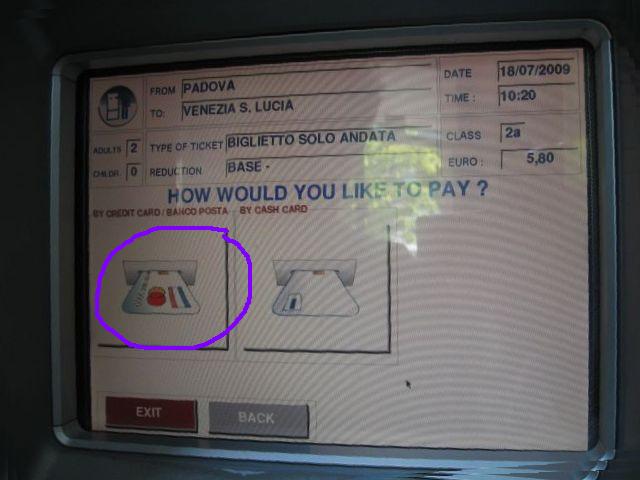 FROM PADOVA
TO: VENEZIA S. LUCIA
DATE 18/07/2009
TIME : 10:20
ADULTS 2
CHILDR. 0
TYPE OF TICKET BIGLIETTO SOLO ANDATA
REDUCTION BASE -
CLASS 2a
EURO : 5,80
HOW WOULD YOU LIKE TO PAY ?
BY CREDIT CARD / BANCO POSTA
BY CASH CARD
EXIT
BACK